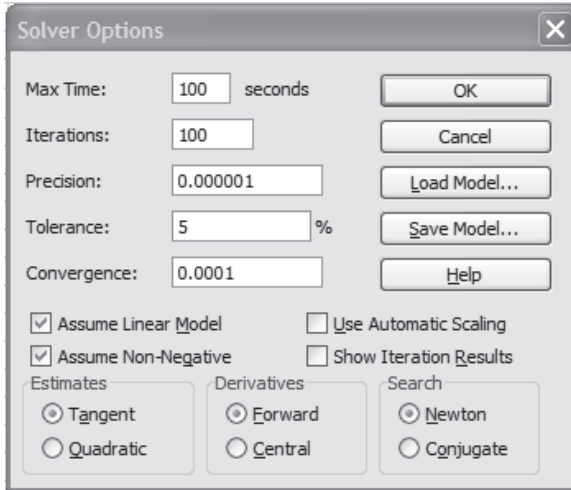 Solver Options
Max Time: 100 seconds
OK
Iterations: 100
Cancel
Precision: 0.000001
Load Model...
Tolerance: 5 %
Save Model...
Convergence: 0.0001
Help
Assume Linear Model
Use Automatic Scaling
Assume Non-Negative
Show Iteration Results
Estimates
Derivatives
Search
Tangent
Forward
Newton
Quadratic
Central
Conjugate